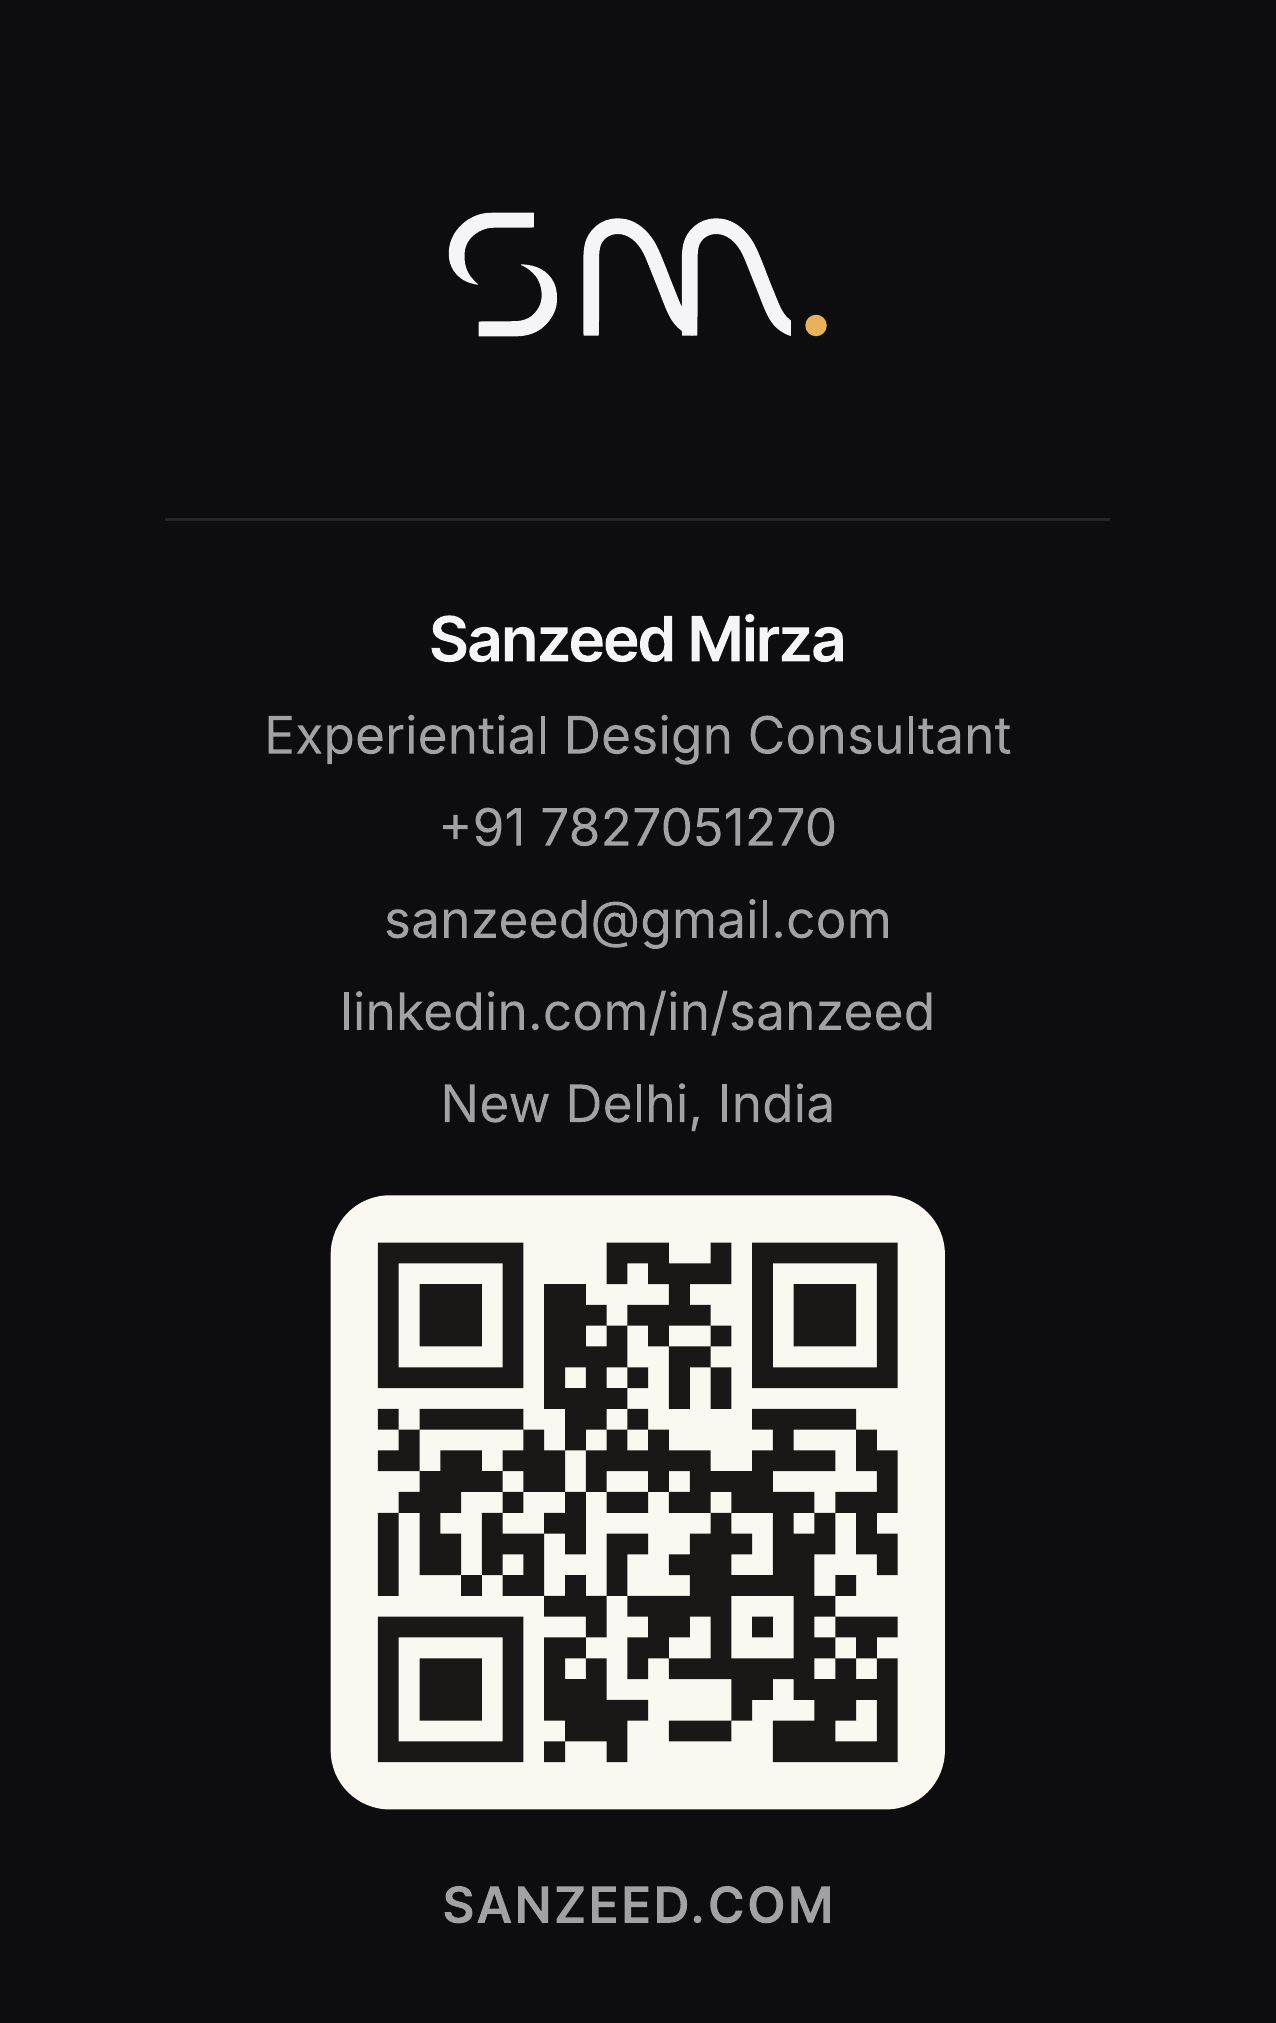 SM.
Sanzeed Mirza
Experiential Design Consultant
+91 7827051270
sanzeed@gmail.com
linkedin.com/in/sanzeed
New Delhi, India
SANZEED.COM